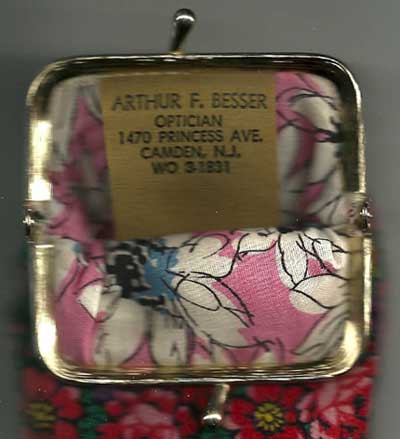 ARTHUR F. BESSER
OPTICIAN
1470 PRINCESS AVE.
CAMDEN, N.J.
WO 3-1831